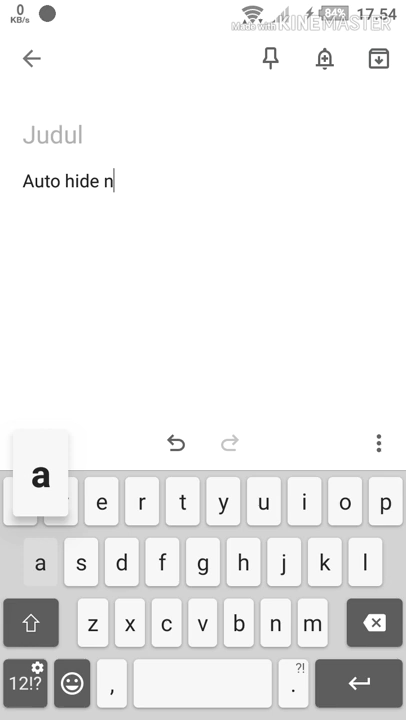 0
KB/s
84%
17.54
Made with KINEMASTER
Judul
Auto hide n
a
e r t y u i o p
a s d f g h j k l
z x c v b n m
12!? , . ?!